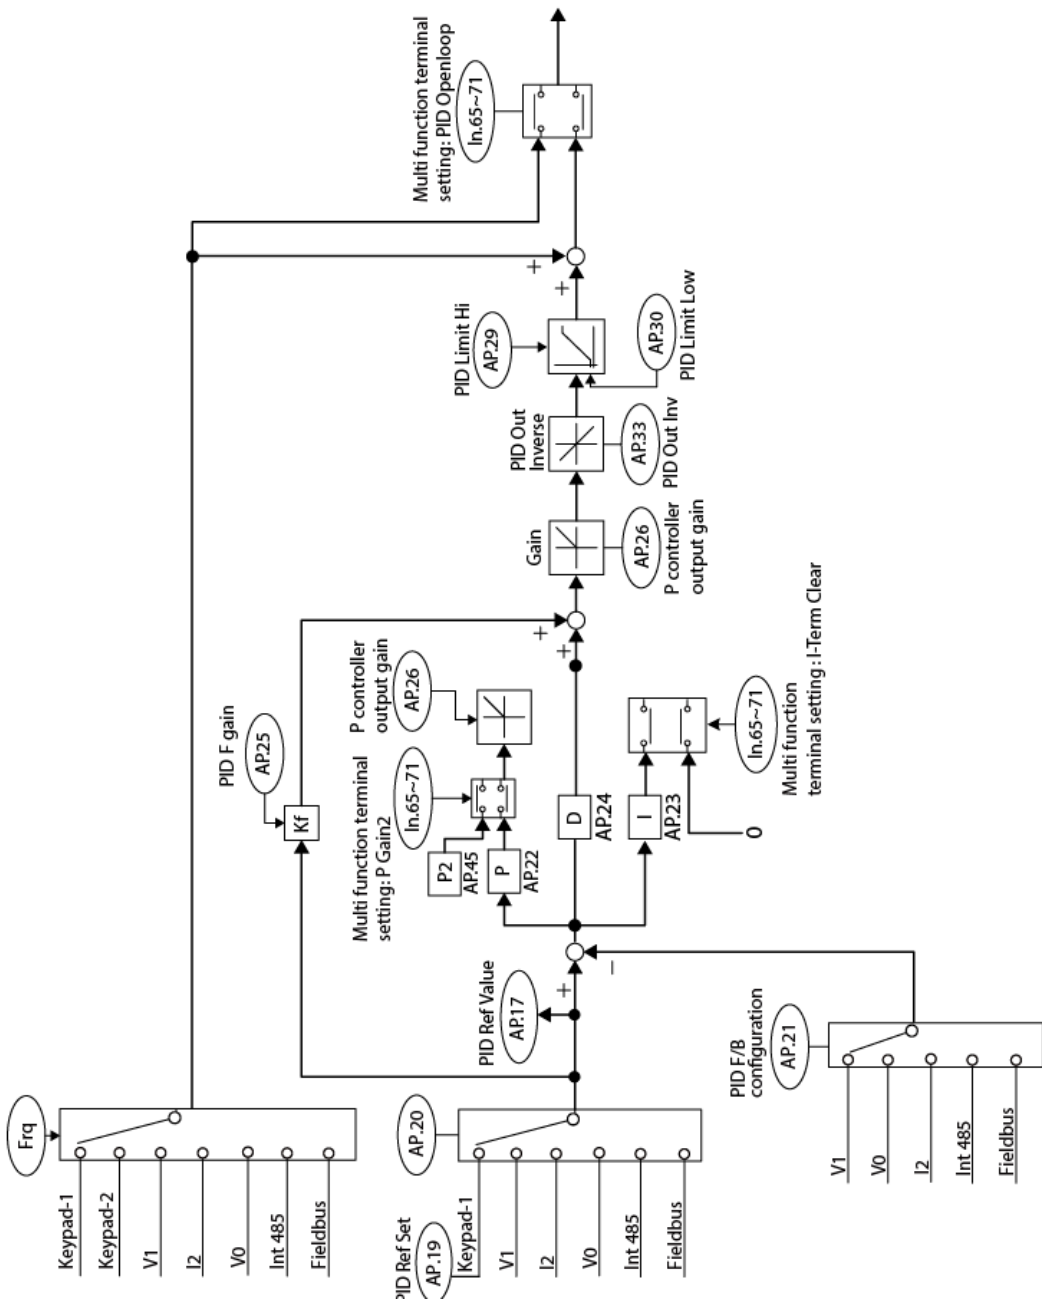 Frq
Keypad-1
Keypad-2
V1
I2
V0
Int 485
Fieldbus
PID Ref Set
AP.19
AP.20
Keypad-1
V1
I2
V0
Int 485
Fieldbus
PID F/B
configuration
AP.21
V1
V0
I2
Int 485
Fieldbus
PID Ref Value
AP.17
+
−
PID F gain
AP.25
Kf
Multi function terminal
setting: P Gain2
In.65~71
P2
AP.45
P
AP.22
P controller
output gain
AP.26
D
AP.24
I
AP.23
0
In.65~71
Multi function
terminal setting : I-Term Clear
+
+
Gain
AP.26
P controller
output gain
PID Out
Inverse
AP.33
PID Out Inv
PID Limit Hi
AP.29
AP.30
PID Limit Low
+
+
Multi function terminal
setting: PID Openloop
In.65~71